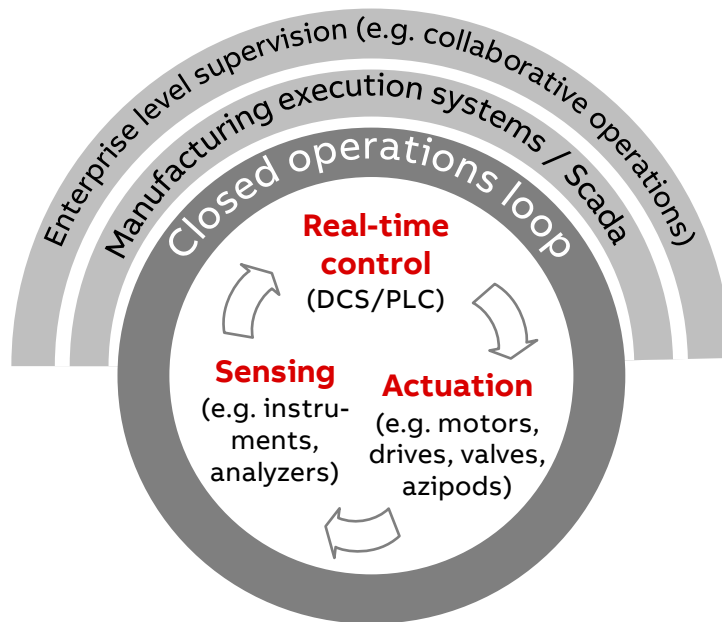 Enterprise level supervision (e.g. collaborative operations)
Manufacturing execution systems / Scada
Closed operations loop
Real-time
control
(DCS/PLC)
Sensing
(e.g. instru-
ments,
analyzers)
Actuation
(e.g. motors,
drives, valves,
azipods)